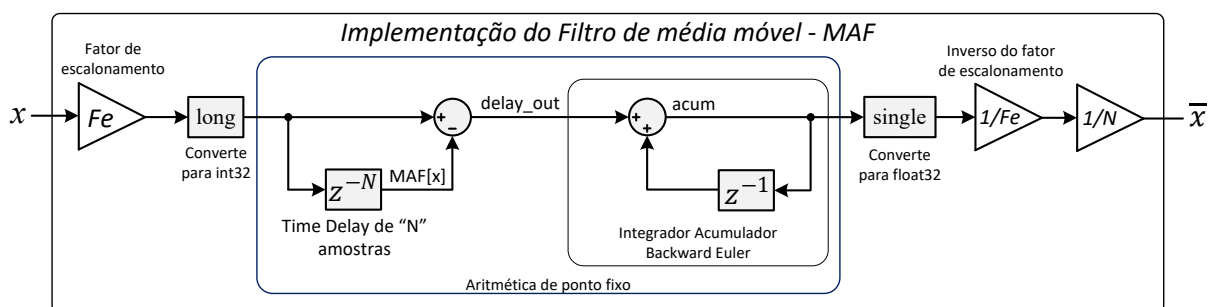 Implementação do Filtro de média móvel - MAF
Fator de
escalonamento
x
Fe
long
Converte
para int32
z⁻ᴺ
MAF[x]
Time Delay de “N”
amostras
+
−
delay_out
+
+
acum
z⁻¹
Integrador Acumulador
Backward Euler
Aritmética de ponto fixo
single
Converte
para float32
Inverso do fator
de escalonamento
1/Fe
1/N
x̅